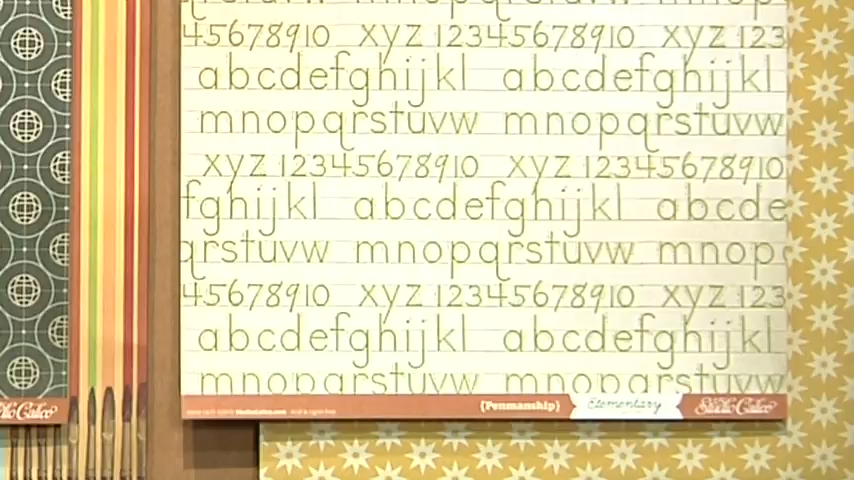 45678910 xyz 12345678910 xyz 123
abcdefghijkl abcdefghijkl
mnopqrstuvw mnopqrstuvw
xyz 12345678910 xyz 12345678910
fghijkl abcdefghijkl abcde
qrstuvw mnopqrstuvw mnop
45678910 xyz 12345678910 xyz 123
abcdefghijkl abcdefghijkl
mnopqrstuvw mnopqrstuvw
{Penmanship} Elementary Studio Calico